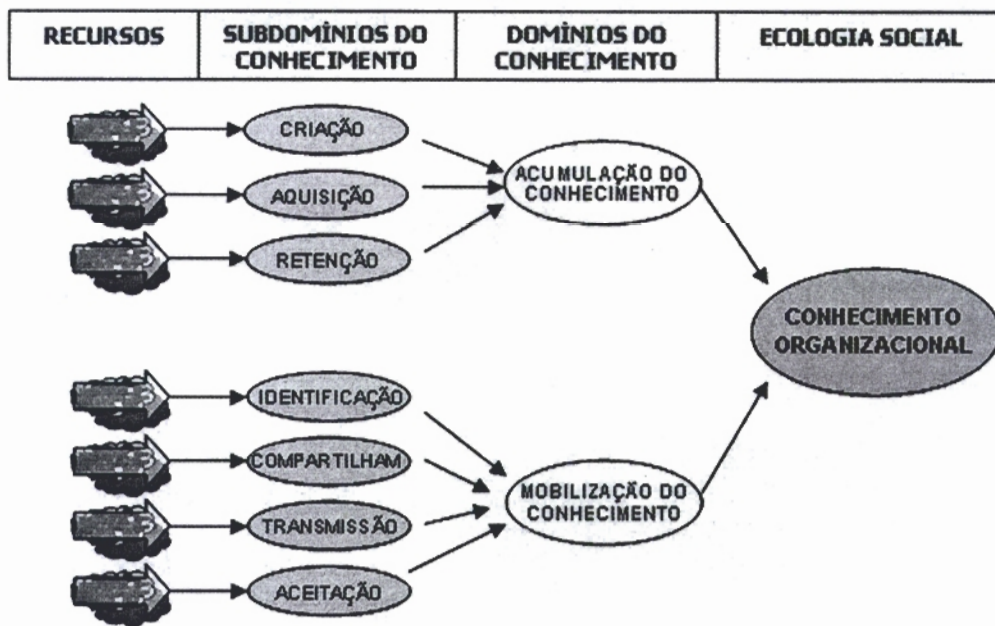 RECURSOS
SUBDOMÍNIOS DO
CONHECIMENTO
DOMÍNIOS DO
CONHECIMENTO
ECOLOGIA SOCIAL
CRIAÇÃO
AQUISIÇÃO
RETENÇÃO
ACUMULAÇÃO DO
CONHECIMENTO
CONHECIMENTO
ORGANIZACIONAL
IDENTIFICAÇÃO
COMPARTILHAM
TRANSMISSÃO
ACEITAÇÃO
MOBILIZAÇÃO DO
CONHECIMENTO